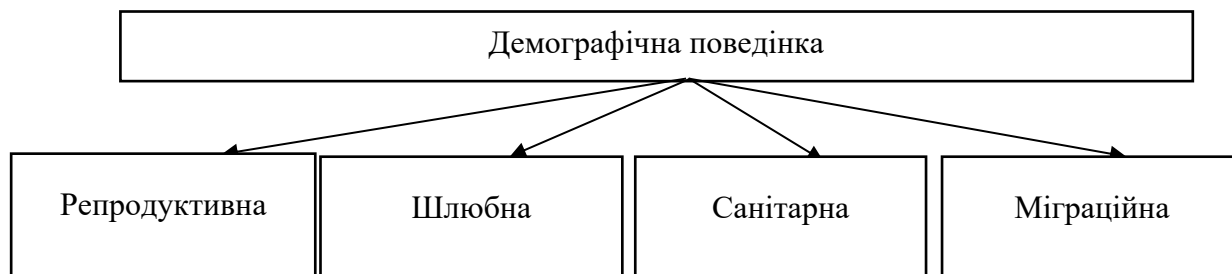 Демографічна поведінка
Репродуктивна
Шлюбна
Санітарна
Міграційна